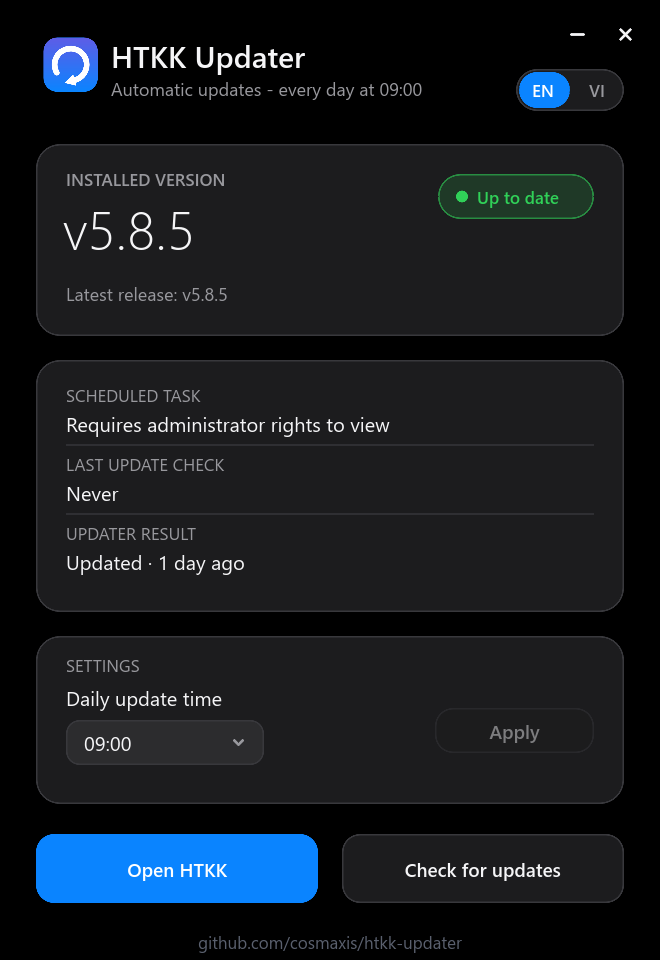 HTKK Updater
Automatic updates - every day at 09:00
EN
VI
INSTALLED VERSION
Up to date
v5.8.5
Latest release: v5.8.5
SCHEDULED TASK
Requires administrator rights to view
LAST UPDATE CHECK
Never
UPDATER RESULT
Updated · 1 day ago
SETTINGS
Daily update time
09:00
Apply
Open HTKK
Check for updates
github.com/cosmaxis/htkk-updater